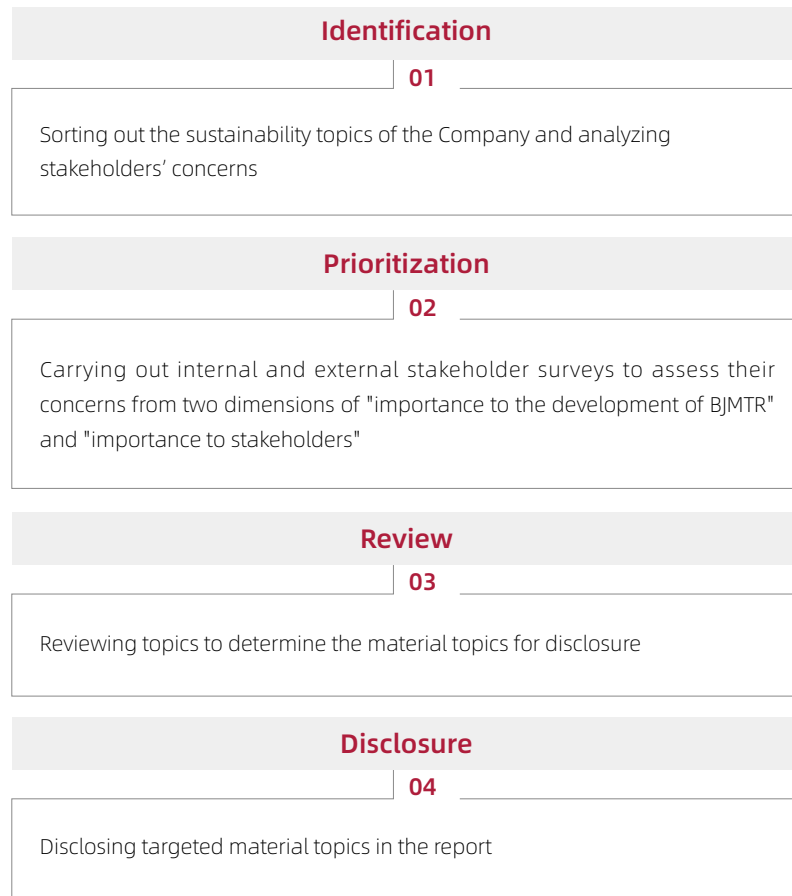 Identification
01
Sorting out the sustainability topics of the Company and analyzing
stakeholders’ concerns
Prioritization
02
Carrying out internal and external stakeholder surveys to assess their
concerns from two dimensions of "importance to the development of BJMTR"
and "importance to stakeholders"
Review
03
Reviewing topics to determine the material topics for disclosure
Disclosure
04
Disclosing targeted material topics in the report